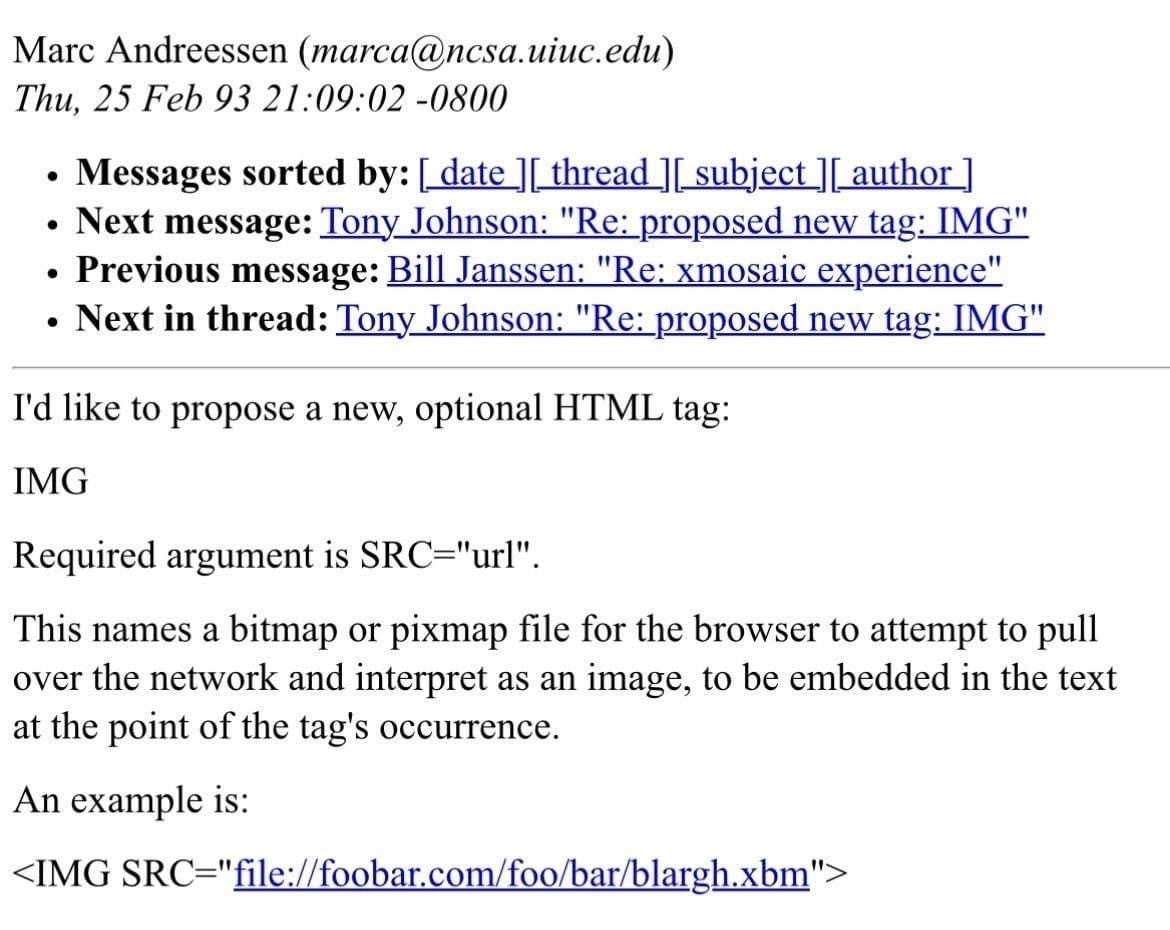 Marc Andreessen (marca@ncsa.uiuc.edu)
Thu, 25 Feb 93 21:09:02 -0800
• Messages sorted by: [ date ][ thread ][ subject ][ author ]
• Next message: Tony Johnson: "Re: proposed new tag: IMG"
• Previous message: Bill Janssen: "Re: xmosaic experience"
• Next in thread: Tony Johnson: "Re: proposed new tag: IMG"
I'd like to propose a new, optional HTML tag:
IMG
Required argument is SRC="url".
This names a bitmap or pixmap file for the browser to attempt to pull
over the network and interpret as an image, to be embedded in the text
at the point of the tag's occurrence.
An example is:
<IMG SRC="file://foobar.com/foo/bar/blargh.xbm">